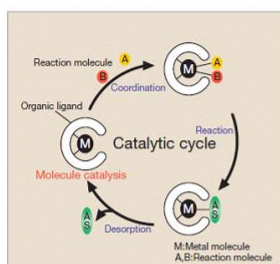 Reaction molecule A
B
Coordination
M
A
B
Organic ligand
M
Catalytic cycle
Reaction
Molecule catalysis
M
A
S
A
S
Desorption
M:Metal molecule
A,B:Reaction molecule